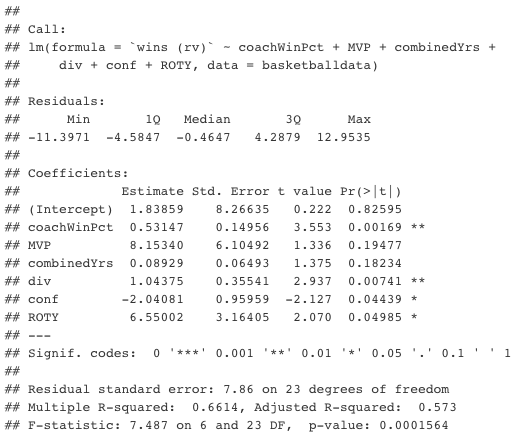 ##
## Call:
## lm(formula = `wins (rv)` ~ coachWinPct + MVP + combinedYrs +
##     div + conf + ROTY, data = basketballdata)
##
## Residuals:
##      Min       1Q   Median       3Q      Max
## -11.3971  -4.5847  -0.4647   4.2879  12.9535
##
## Coefficients:
##             Estimate Std. Error t value Pr(>|t|)
## (Intercept)  1.83859    8.26635   0.222  0.82595
## coachWinPct  0.53147    0.14956   3.553  0.00169 **
## MVP          8.15340    6.10492   1.336  0.19477
## combinedYrs  0.08929    0.06493   1.375  0.18234
## div          1.04375    0.35541   2.937  0.00741 **
## conf        -2.04081    0.95959  -2.127  0.04439 *
## ROTY         6.55002    3.16405   2.070  0.04985 *
## ---
## Signif. codes:  0 '***' 0.001 '**' 0.01 '*' 0.05 '.' 0.1 ' ' 1
##
## Residual standard error: 7.86 on 23 degrees of freedom
## Multiple R-squared:  0.6614, Adjusted R-squared:  0.573
## F-statistic: 7.487 on 6 and 23 DF,  p-value: 0.0001564